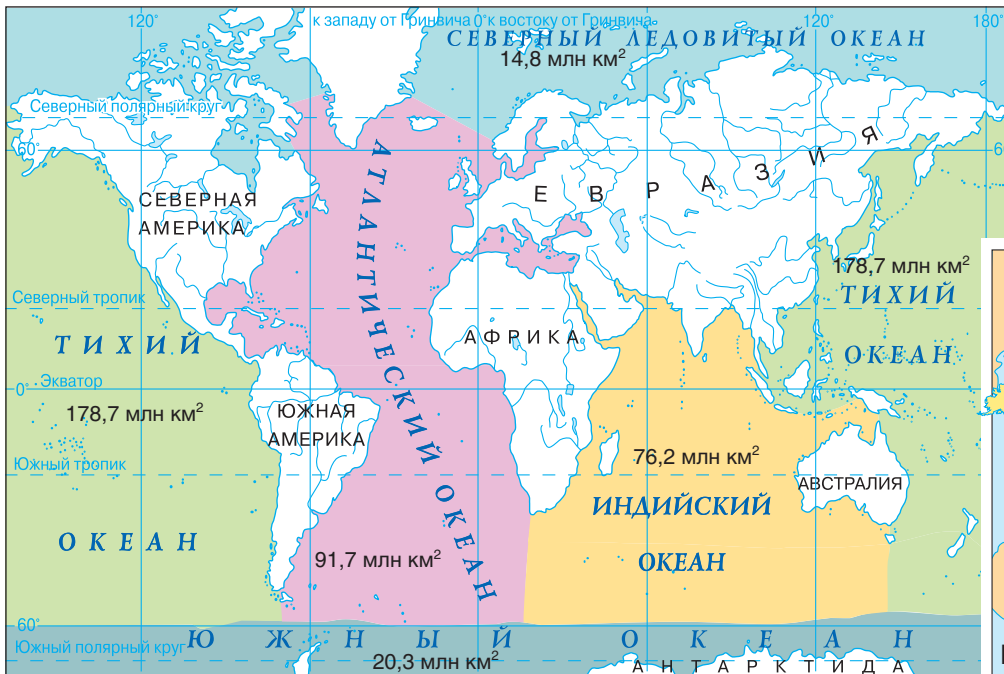 120° к западу от Гринвича 0° к востоку от Гринвича 120° 180°
СЕВЕРНЫЙ ЛЕДОВИТЫЙ ОКЕАН
14,8 млн км²
Северный полярный круг
60°
6
ЕВРАЗИЯ
СЕВЕРНАЯ
АМЕРИКА
АТЛАНТИЧЕСКИЙ ОКЕАН
178,7 млн км²
ТИХИЙ
ОКЕАН
Северный тропик
ТИХИЙ
АФРИКА
Экватор
0°
178,7 млн км²
ЮЖНАЯ
АМЕРИКА
Южный тропик
76,2 млн км²
АВСТРАЛИЯ
ИНДИЙСКИЙ
ОКЕАН
ОКЕАН
91,7 млн км²
60°
ЮЖНЫЙ ОКЕАН
Южный полярный круг
20,3 млн км²
АНТАРКТИДА